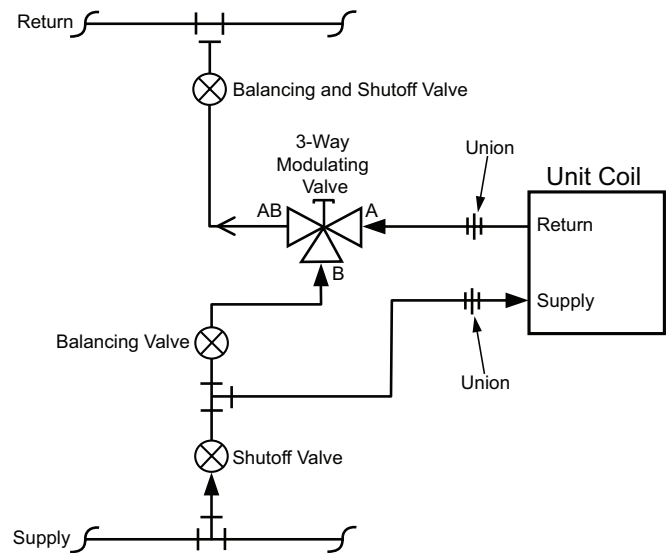 Return
Balancing and Shutoff Valve
3-Way
Modulating
Valve
Union
Unit Coil
AB
A
Return
B
Supply
Balancing Valve
Union
Shutoff Valve
Supply